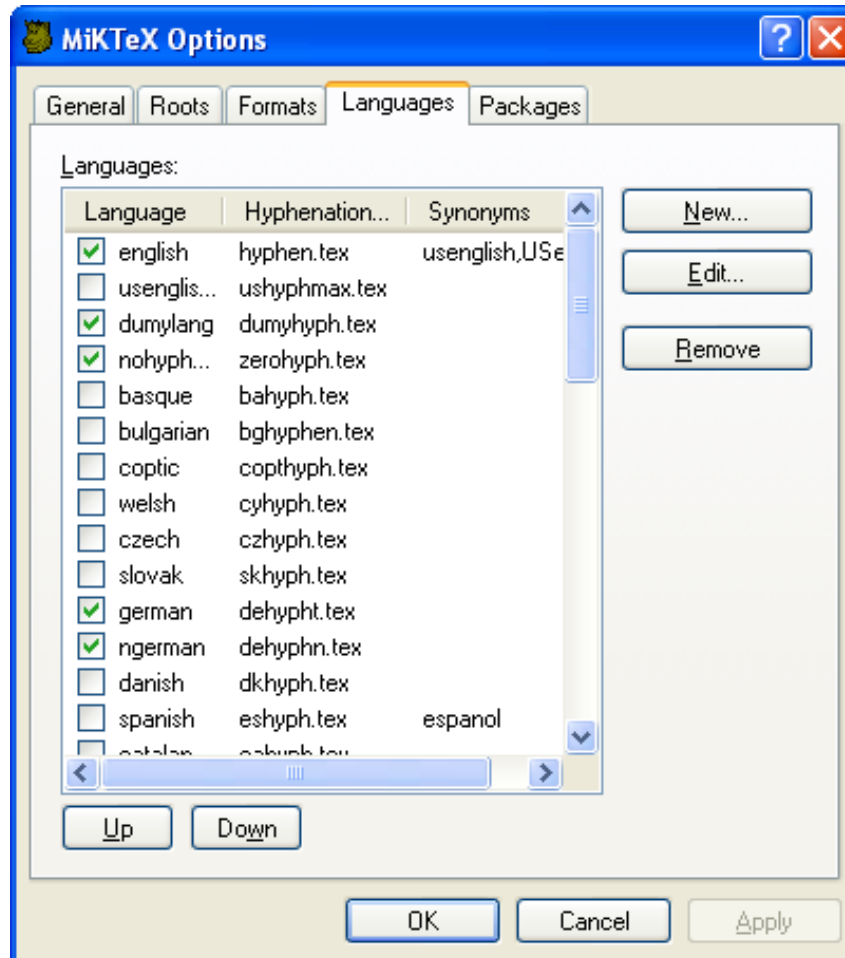 MiKTeX Options
General Roots Formats Languages Packages
Languages:
Language Hyphenation... Synonyms
english hyphen.tex usenglish,USe
usenglis... ushyphmax.tex
dumylang dumyhyph.tex
nohyph... zerohyph.tex
basque bahyph.tex
bulgarian bghyphen.tex
coptic copthyph.tex
welsh cyhyph.tex
czech czhyph.tex
slovak skhyph.tex
german dehypht.tex
ngerman dehyphn.tex
danish dkhyph.tex
spanish eshyph.tex espanol
New...
Edit...
Remove
Up Down
OK Cancel Apply